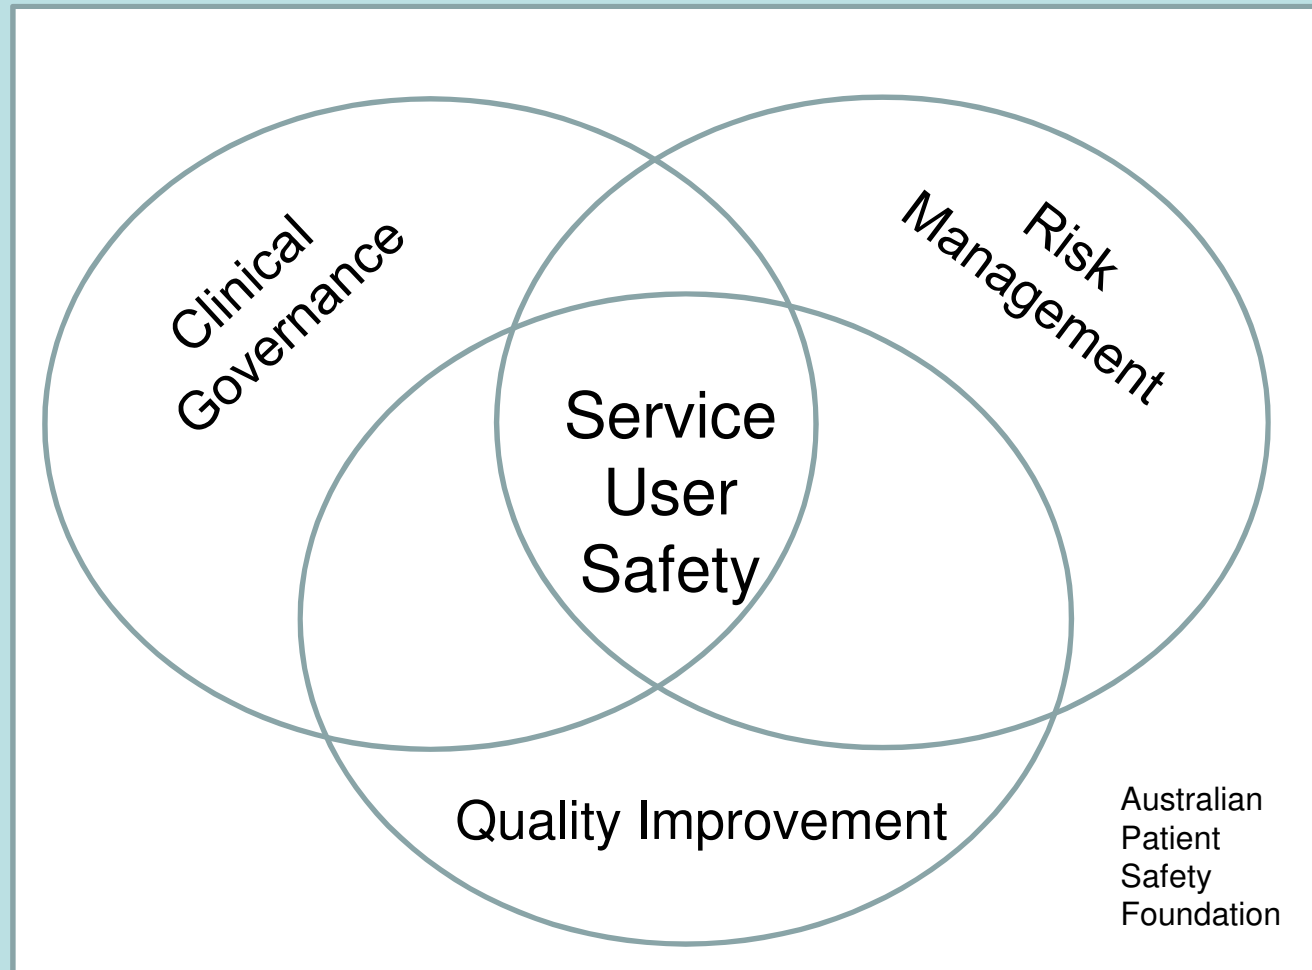 Clinical
Governance
Risk
Management
Service
User
Safety
Quality Improvement
Australian
Patient
Safety
Foundation